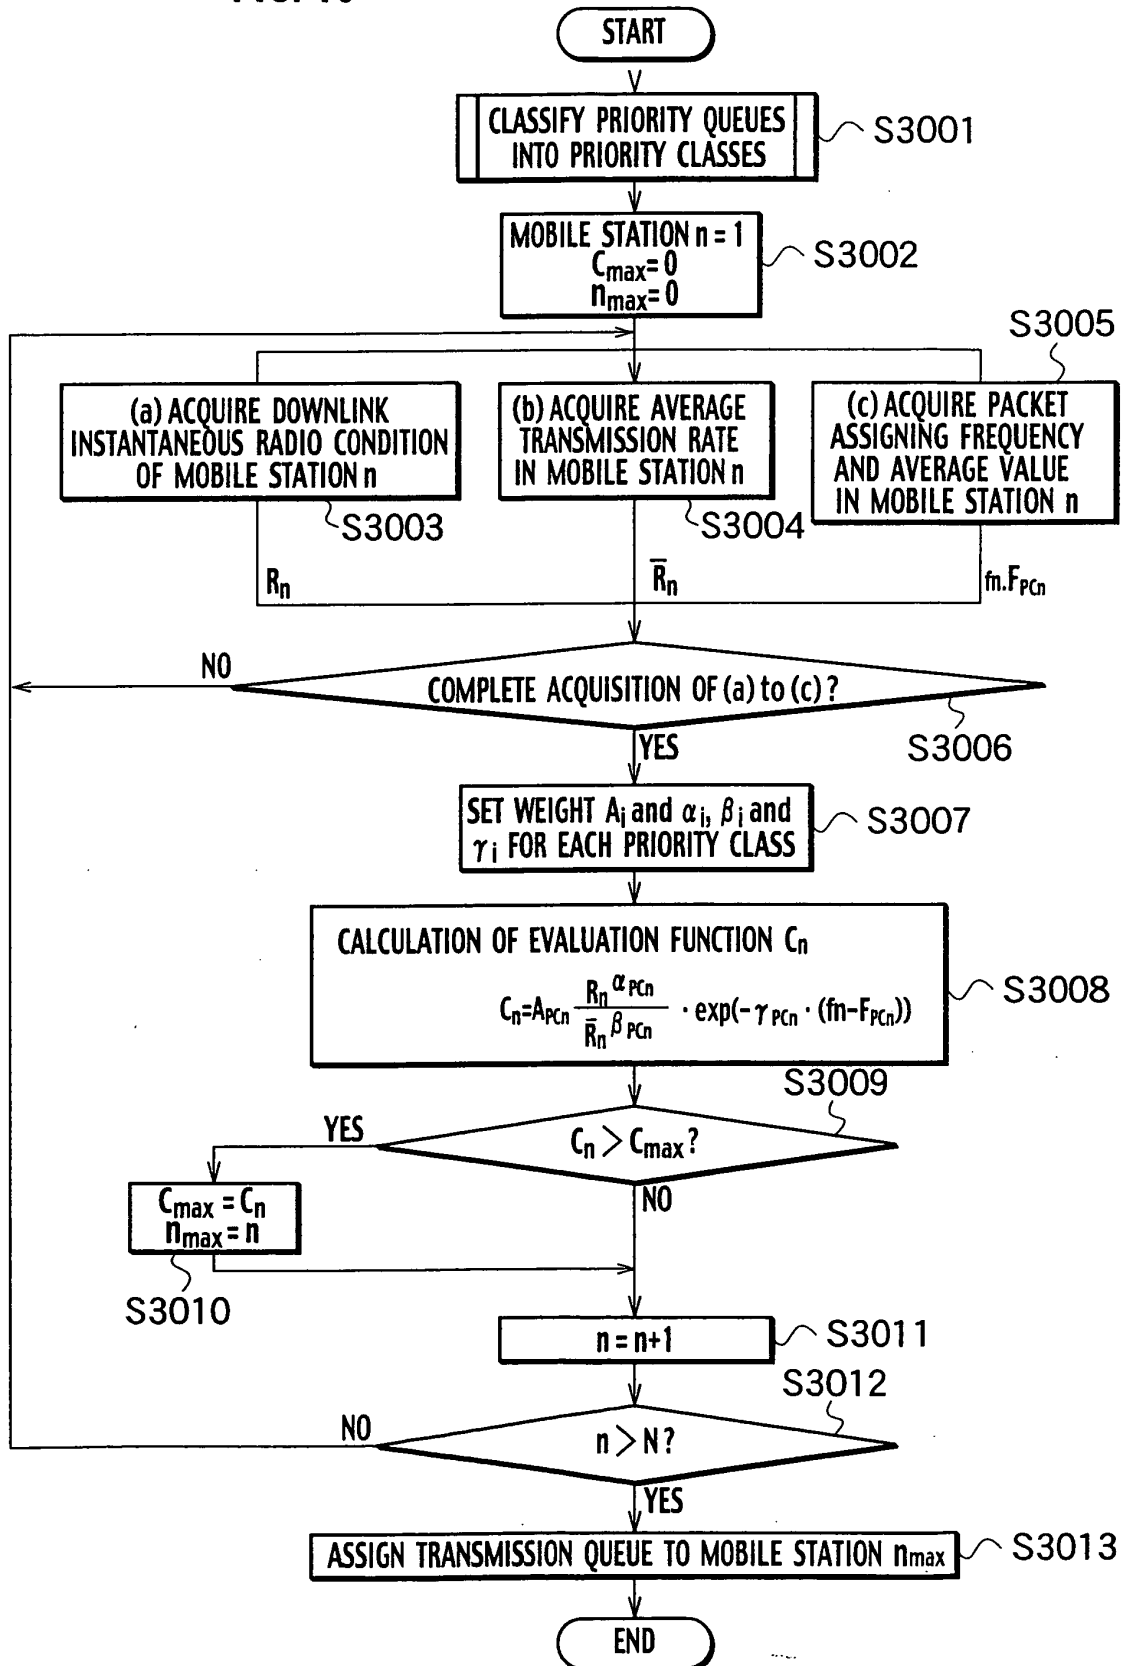 START
CLASSIFY PRIORITY QUEUES
INTO PRIORITY CLASSES
S3001
MOBILE STATION n = 1
Cmax = 0
nmax = 0
S3002
(a) ACQUIRE DOWNLINK
INSTANTANEOUS RADIO CONDITION
OF MOBILE STATION n
S3003
(b) ACQUIRE AVERAGE
TRANSMISSION RATE
IN MOBILE STATION n
S3004
S3005
(c) ACQUIRE PACKET
ASSIGNING FREQUENCY
AND AVERAGE VALUE
IN MOBILE STATION n
Rn
R̄n
fn.FPCn
NO
COMPLETE ACQUISITION OF (a) to (c) ?
S3006
YES
SET WEIGHT Ai and αi, βi and
γi FOR EACH PRIORITY CLASS
S3007
CALCULATION OF EVALUATION FUNCTION Cn
Cn=APCn Rn^αPCn / R̄n^βPCn · exp(-γPCn · (fn-FPCn))
S3008
S3009
YES
Cn > Cmax ?
NO
Cmax = Cn
nmax = n
S3010
n = n+1
S3011
S3012
NO
n > N ?
YES
ASSIGN TRANSMISSION QUEUE TO MOBILE STATION nmax
S3013
END